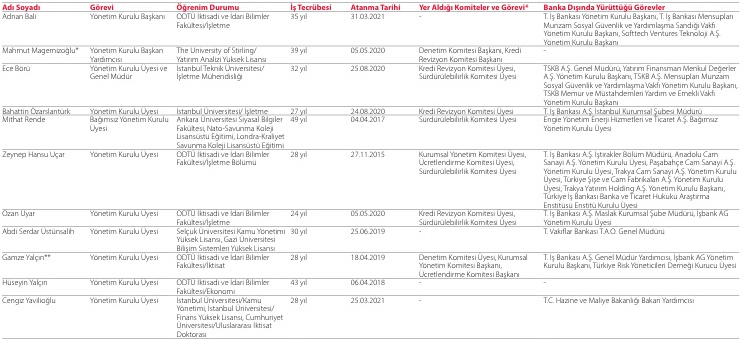 Adı Soyadı Görevi Öğrenim Durumu İş Tecrübesi Atanma Tarihi Yer Aldığı Komiteler ve Görevi* Banka Dışında Yürüttüğü Görevler
Adnan Bali Yönetim Kurulu Başkanı ODTÜ İktisadi ve İdari Bilimler 35 yıl 31.03.2021 - T. İş Bankası Yönetim Kurulu Başkanı, T. İş Bankası Mensupları
Fakültesi/İşletme Munzam Sosyal Güvenlik ve Yardımlaşma Sandığı Vakfı
Yönetim Kurulu Başkanı, Softtech Ventures Teknoloji A.Ş.
Yönetim Kurulu Başkanı
Mahmut Magemizoğlu* Yönetim Kurulu Başkan The University of Stirling/ 39 yıl 05.05.2020 Denetim Komitesi Başkanı, Kredi -
Yardımcısı Yatırım Analizi Yüksek Lisansı Revizyon Komitesi Başkanı
Ece Börü Yönetim Kurulu Üyesi ve İstanbul Teknik Üniversitesi/ 32 yıl 25.08.2020 Kredi Revizyon Komitesi Üyesi, TSKB A.Ş. Genel Müdürü, Yatırım Finansman Menkul Değerler
Genel Müdür İşletme Mühendisliği Sürdürülebilirlik Komitesi Üyesi A.Ş. Yönetim Kurulu Başkanı, TSKB A.Ş. Mensupları Munzam
Sosyal Güvenlik ve Yardımlaşma Vakfı Yönetim Kurulu Başkanı,
TSKB Memur ve Müstahdemleri Yardım ve Emekli Vakfı
Yönetim Kurulu Başkanı
Bahattin Özarslantürk Yönetim Kurulu Üyesi İstanbul Üniversitesi/ İşletme 27 yıl 24.08.2020 Kredi Revizyon Komitesi Üyesi T. İş Bankası A.Ş. İstanbul Kurumsal Şubesi Müdürü
Mithat Rende Bağımsız Yönetim Kurulu Ankara Üniversitesi Siyasal Bilgiler 49 yıl 04.04.2017 Sürdürülebilirlik Komitesi Üyesi Engie Yönetim Enerji Hizmetleri ve Ticaret A.Ş. Bağımsız
Üyesi Fakültesi, Nato-Savunma Koleji Yönetim Kurulu Üyesi
Lisansüstü Eğitimi, Londra-Kraliyet
Savunma Koleji Lisansüstü Eğitimi
Zeynep Hansu Uçar Yönetim Kurulu Üyesi ODTÜ İktisadi ve İdari Bilimler 28 yıl 27.11.2015 Kurumsal Yönetim Komitesi Üyesi, T. İş Bankası A.Ş. İştirakler Bölüm Müdürü, Anadolu Cam
Fakültesi/İşletme Bölümü Ücretlendirme Komitesi Üyesi, Sanayi A.Ş. Yönetim Kurulu Üyesi, Paşabahçe Cam Sanayi A.Ş.
Sürdürülebilirlik Komitesi Üyesi Yönetim Kurulu Üyesi, Trakya Cam Sanayi A.Ş. Yönetim Kurulu
Üyesi, Türkiye Şişe ve Cam Fabrikaları A.Ş. Yönetim Kurulu
Üyesi, Trakya Yatırım Holding A.Ş. Yönetim Kurulu Başkanı,
Türkiye İş Bankası Banka ve Ticaret Hukuku Araştırma
Enstitüsü Enstitü Kurulu Üyesi
Ozan Uyar Yönetim Kurulu Üyesi ODTÜ İktisadi ve İdari Bilimler 24 yıl 05.05.2020 Kredi Revizyon Komitesi Üyesi, T. İş Bankası A.Ş. Maslak Kurumsal Şube Müdürü, İşbank AG
Fakültesi/İşletme Sürdürülebilirlik Komitesi Üyesi Yönetim Kurulu Üyesi
Abdi Serdar Üstünsalih Yönetim Kurulu Üyesi Selçuk Üniversitesi Kamu Yönetimi 30 yıl 25.06.2019 - T. Vakıflar Bankası T.A.O. Genel Müdürü
Yüksek Lisansı, Gazi Üniversitesi
Bilişim Sistemleri Yüksek Lisansı
Gamze Yalçın** Yönetim Kurulu Üyesi ODTÜ İktisadi ve İdari Bilimler 28 yıl 18.04.2019 Denetim Komitesi Üyesi, Kurumsal T. İş Bankası A.Ş. Genel Müdür Yardımcısı, İşbank AG Yönetim
Fakültesi/İktisat Yönetim Komitesi Başkanı, Kurulu Başkanı, Türkiye Risk Yöneticileri Derneği Kurucu Üyesi
Ücretlendirme Komitesi Başkanı
Hüseyin Yalçın Yönetim Kurulu Üyesi ODTÜ İktisadi ve İdari Bilimler 43 yıl 06.04.2018 - -
Fakültesi/Ekonomi
Cengiz Yavilioğlu Yönetim Kurulu Üyesi İstanbul Üniversitesi/Kamu 28 yıl 25.03.2021 - T.C. Hazine ve Maliye Bakanlığı Bakan Yardımcısı
Yönetimi, İstanbul Üniversitesi/
Finans Yüksek Lisansı, Cumhuriyet
Üniversitesi/Uluslararası İktisat
Doktorası